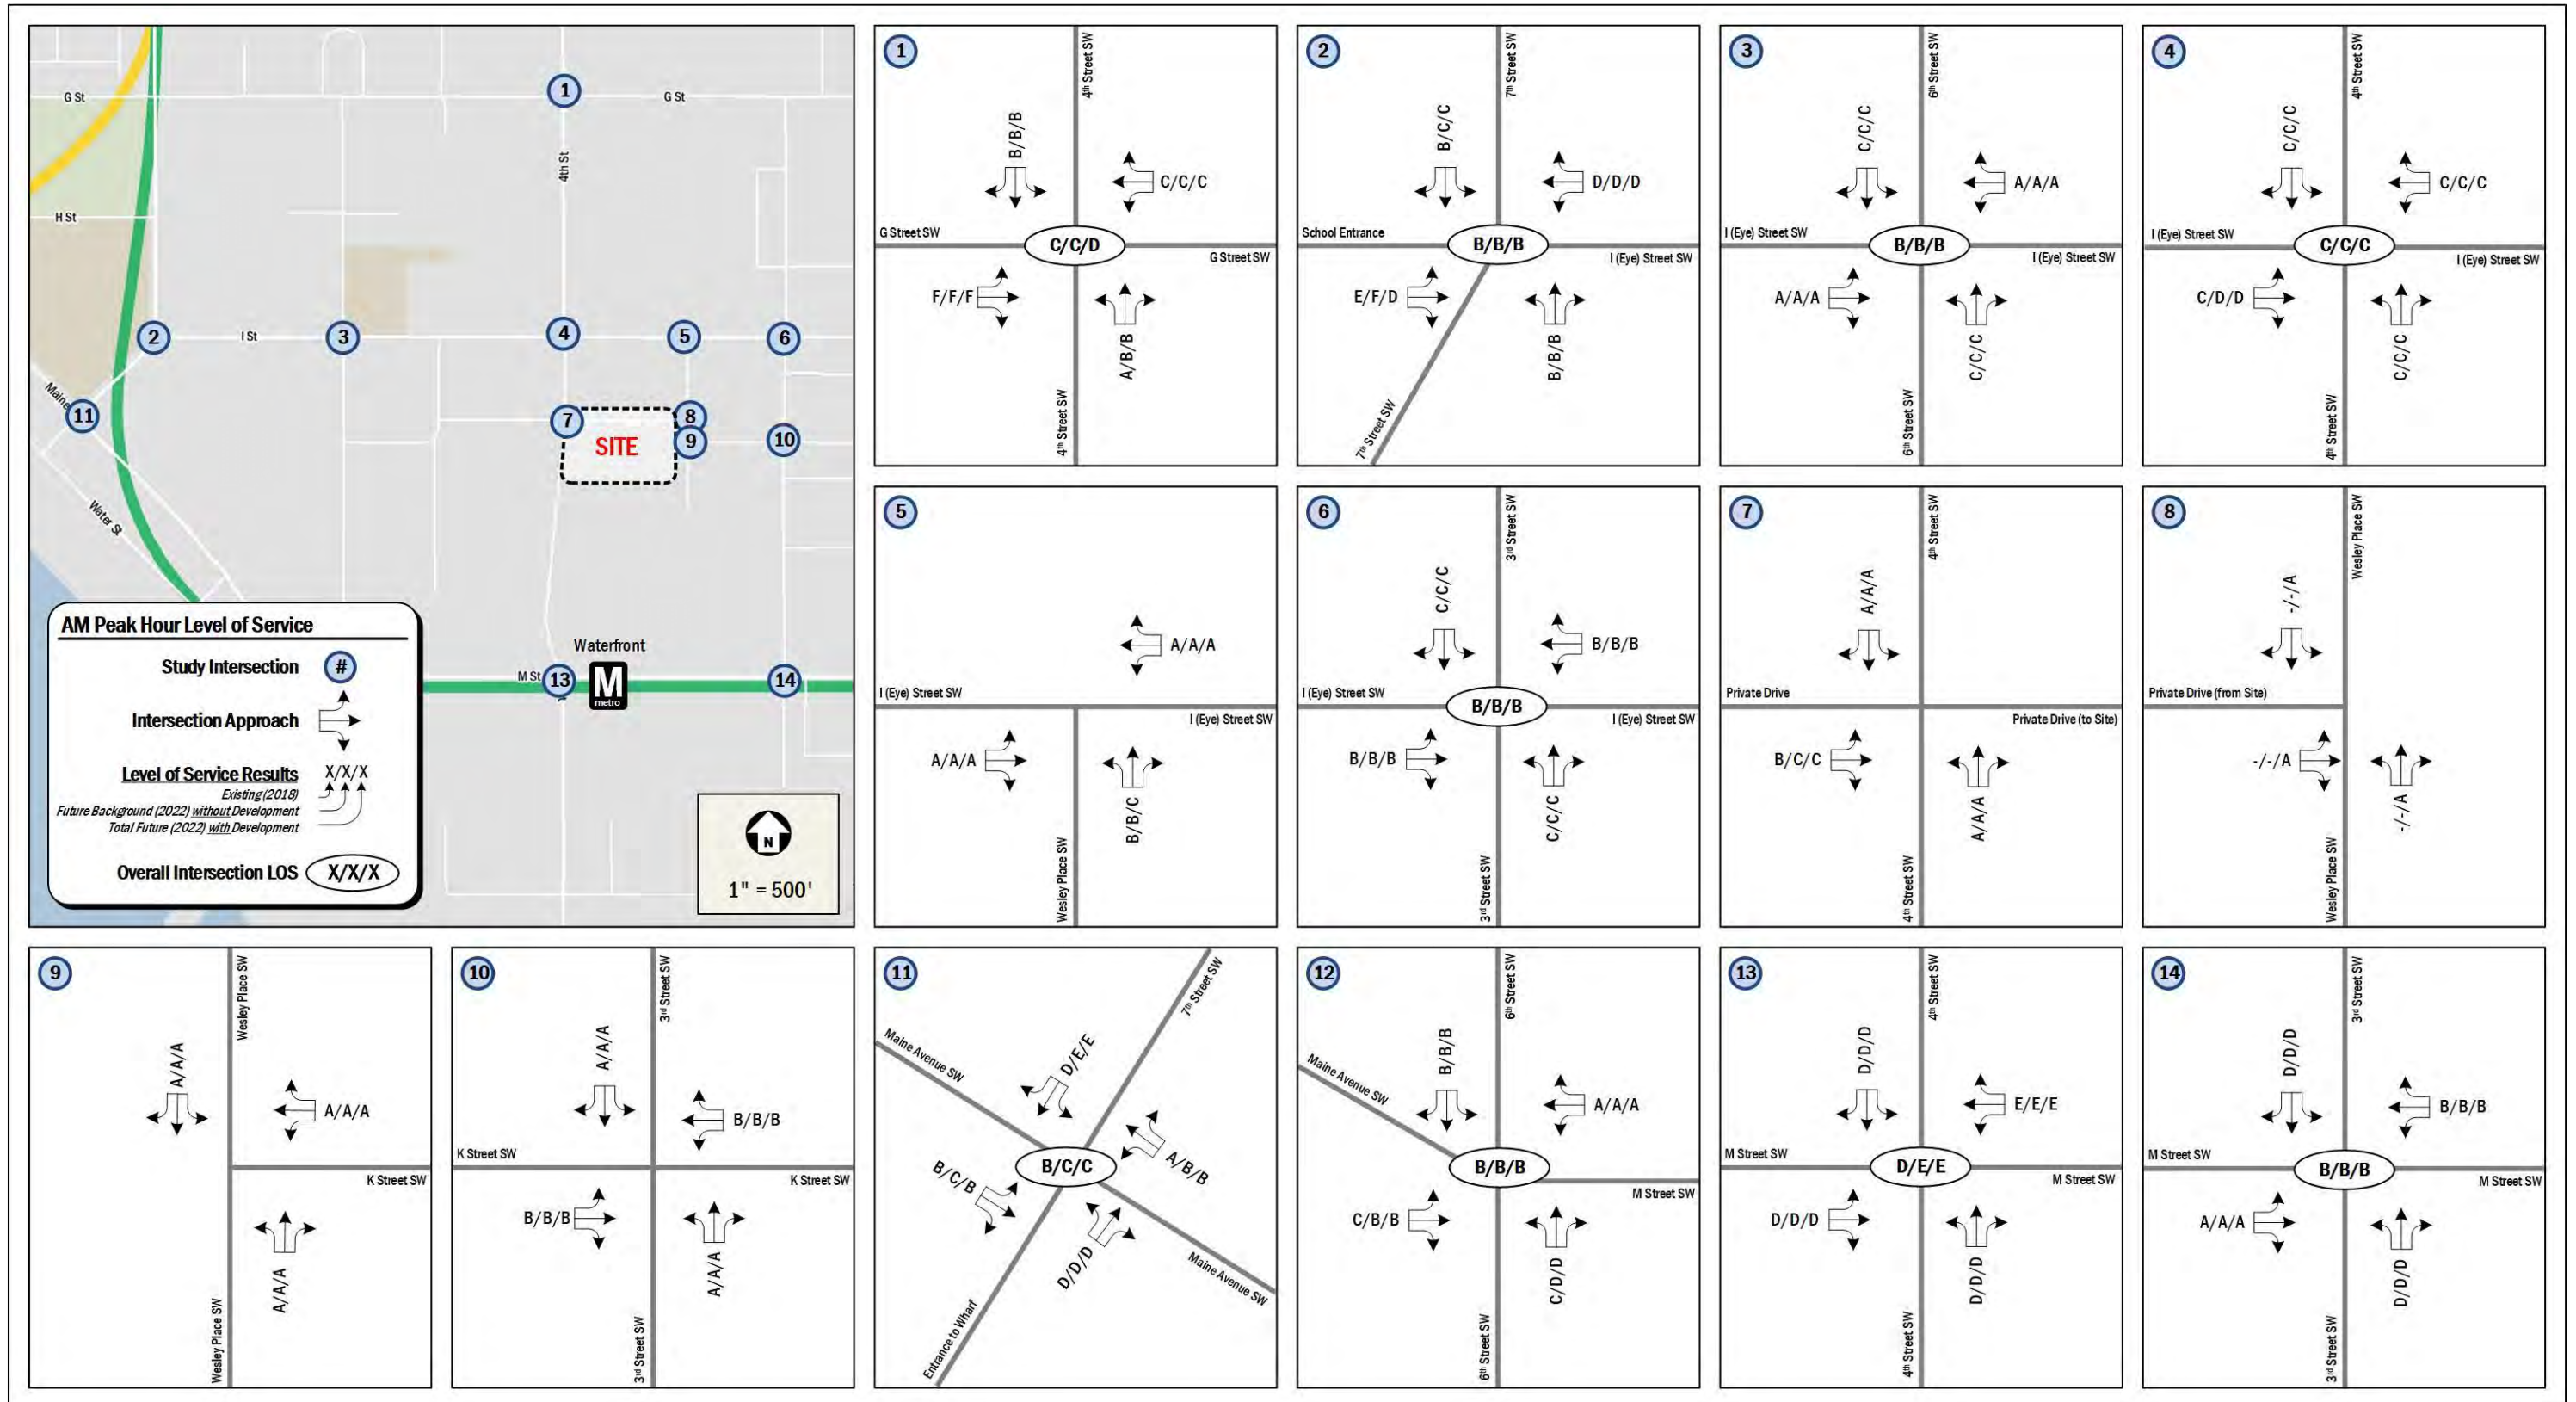 G St
G St
1
4th St
H St
2
I St
3
4
5
6
Maine
11
7
SITE
8
9
10
Water St
Waterfront
M St
13
M
metro
14
AM Peak Hour Level of Service
Study Intersection #
Intersection Approach
Level of Service Results X/X/X
Existing (2018)
Future Background (2022) without Development
Total Future (2022) with Development
Overall Intersection LOS X/X/X
N
1" = 500'
1
4th Street SW
B/B/B
C/C/C
G Street SW
C/C/D
G Street SW
F/F/F
A/B/B
4th Street SW
2
7th Street SW
B/C/C
D/D/D
School Entrance
B/B/B
I (Eye) Street SW
E/F/D
B/B/B
7th Street SW
3
6th Street SW
C/C/C
A/A/A
I (Eye) Street SW
B/B/B
I (Eye) Street SW
A/A/A
C/C/C
6th Street SW
4
4th Street SW
C/C/C
C/C/C
I (Eye) Street SW
C/C/C
I (Eye) Street SW
C/D/D
C/C/C
4th Street SW
5
A/A/A
I (Eye) Street SW
I (Eye) Street SW
A/A/A
B/B/C
Wesley Place SW
6
3rd Street SW
C/C/C
B/B/B
I (Eye) Street SW
B/B/B
I (Eye) Street SW
B/B/B
C/C/C
3rd Street SW
7
4th Street SW
A/A/A
Private Drive
Private Drive (to Site)
B/C/C
A/A/A
4th Street SW
8
Wesley Place SW
-/-/A
Private Drive (from Site)
-/-/A
-/-/A
Wesley Place SW
9
Wesley Place SW
A/A/A
A/A/A
K Street SW
A/A/A
Wesley Place SW
10
3rd Street SW
A/A/A
B/B/B
K Street SW
K Street SW
B/B/B
A/A/A
3rd Street SW
11
7th Street SW
Maine Avenue SW
D/E/E
A/B/B
B/C/C
B/C/B
D/D/D
Maine Avenue SW
Entrance to Wharf
12
6th Street SW
Maine Avenue SW
B/B/B
A/A/A
B/B/B
M Street SW
C/B/B
C/D/D
6th Street SW
13
4th Street SW
D/D/D
E/E/E
M Street SW
D/E/E
M Street SW
D/D/D
D/D/D
4th Street SW
14
3rd Street SW
D/D/D
B/B/B
M Street SW
B/B/B
M Street SW
A/A/A
D/D/D
3rd Street SW